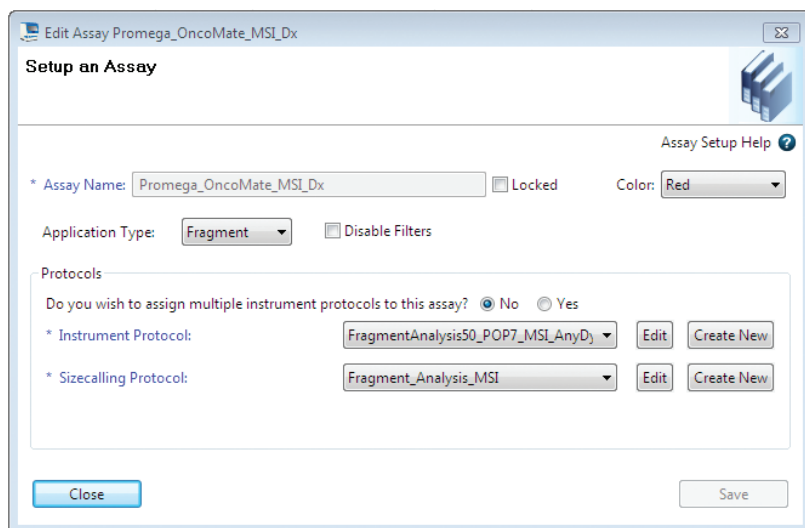 Edit Assay Promega_OncoMate_MSI_Dx
Setup an Assay
Assay Setup Help ?
* Assay Name: Promega_OncoMate_MSI_Dx Locked Color: Red
Application Type: Fragment Disable Filters
Protocols
Do you wish to assign multiple instrument protocols to this assay? No Yes
* Instrument Protocol: FragmentAnalysis50_POP7_MSI_AnyDy Edit Create New
* Sizecalling Protocol: Fragment_Analysis_MSI Edit Create New
Close Save